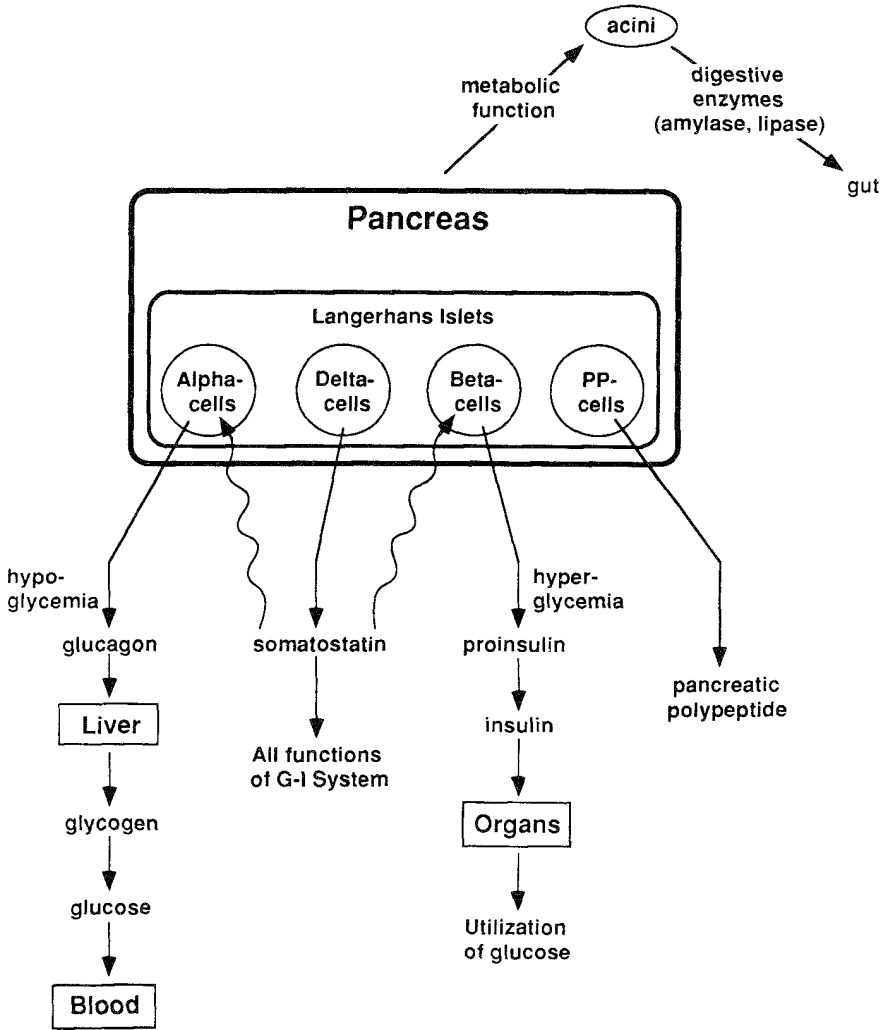 acini
metabolic
function
digestive
enzymes
(amylase, lipase)
gut
Pancreas
Langerhans Islets
Alpha-
cells
Delta-
cells
Beta-
cells
PP-
cells
hypo-
glycemia
glucagon
Liver
glycogen
glucose
Blood
somatostatin
All functions
of G-I System
hyper-
glycemia
proinsulin
insulin
Organs
Utilization
of glucose
pancreatic
polypeptide